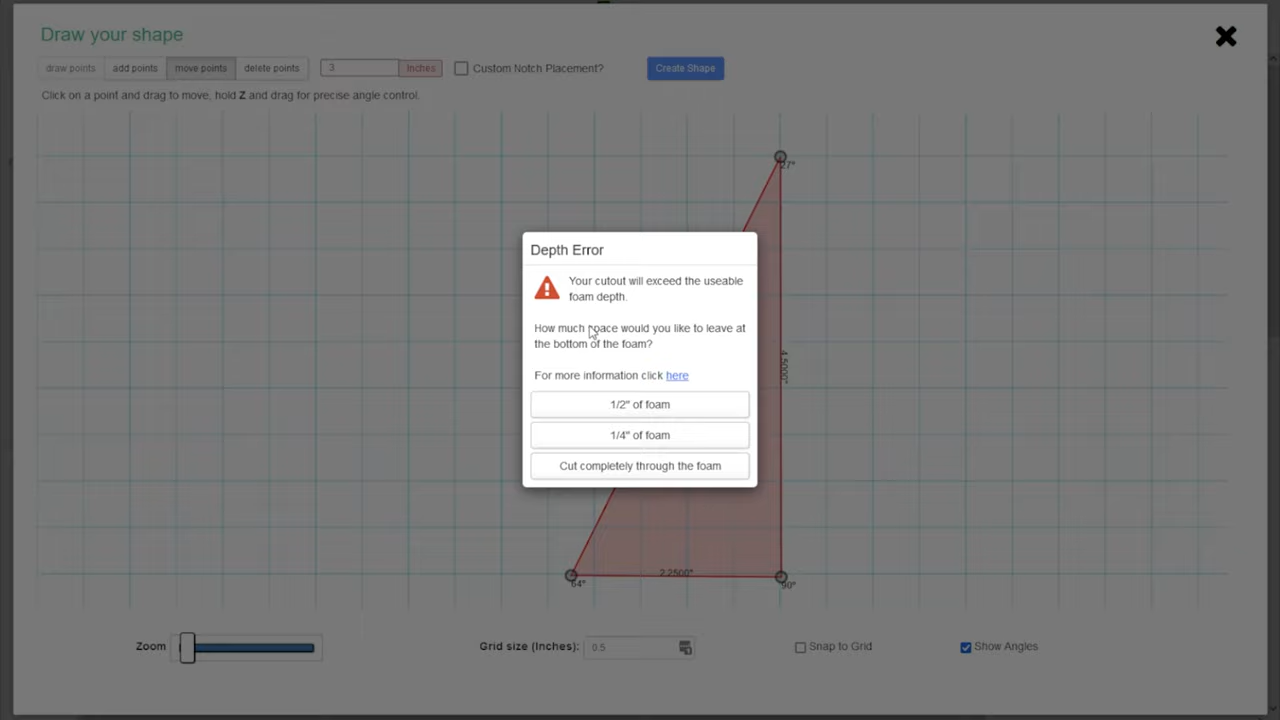 Draw your shape
draw points add points move points delete points 3 Inches Custom Notch Placement? Create Shape
Click on a point and drag to move, hold Z and drag for precise angle control.
27°
Depth Error
Your cutout will exceed the useable
foam depth.
How much space would you like to leave at
the bottom of the foam?
For more information click here
4.5000"
1/2" of foam
1/4" of foam
Cut completely through the foam
2.2500"
64° 90°
Zoom Grid size (Inches): 0.5 Snap to Grid Show Angles